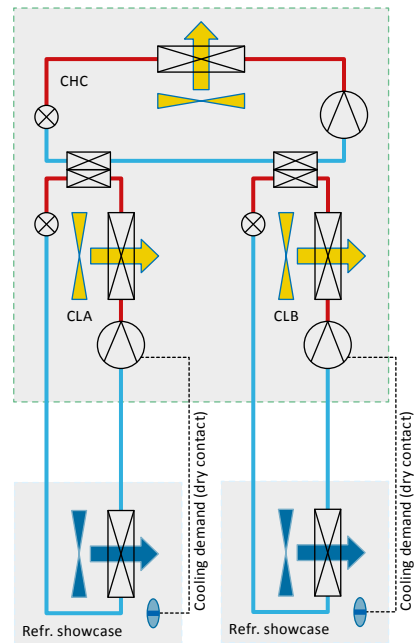 CHC
CLA
CLB
Cooling demand (dry contact)
Cooling demand (dry contact)
Refr. showcase
Refr. showcase